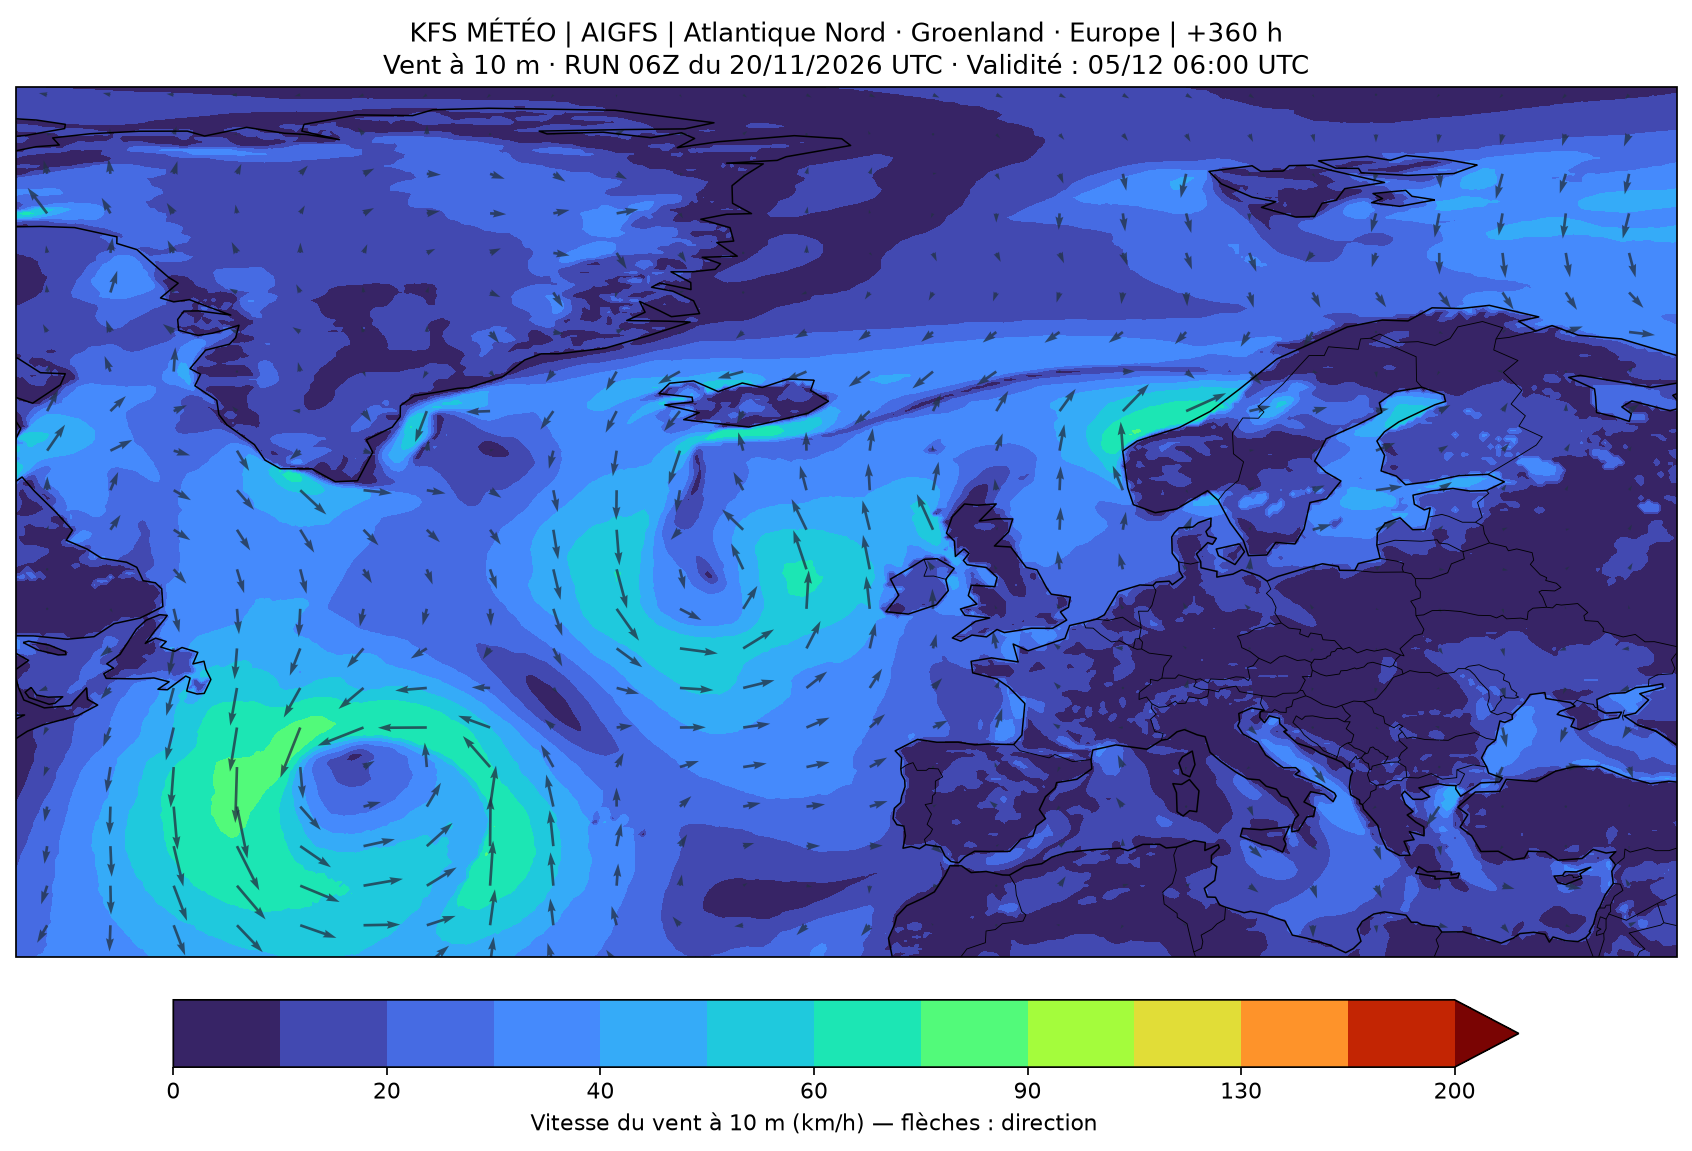 KFS MÉTÉO | AIGFS | Atlantique Nord · Groenland · Europe | +360 h
Vent à 10 m · RUN 06Z du 20/11/2026 UTC · Validité : 05/12 06:00 UTC
0 20 40 60 90 130 200
Vitesse du vent à 10 m (km/h) — flèches : direction